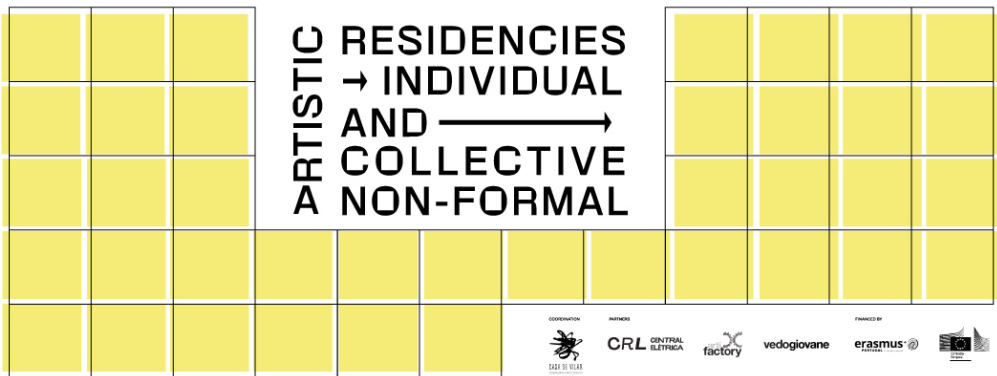 ARTISTIC
RESIDENCIES
→ INDIVIDUAL
AND ⟶
COLLECTIVE
NON-FORMAL
COORDINATION
PARTNERS
FINANCED BY
CASA DE VILAR
CRL CENTRAL
ELÉTRICA
factory
vedogiovane
erasmus+@
PORTUGAL